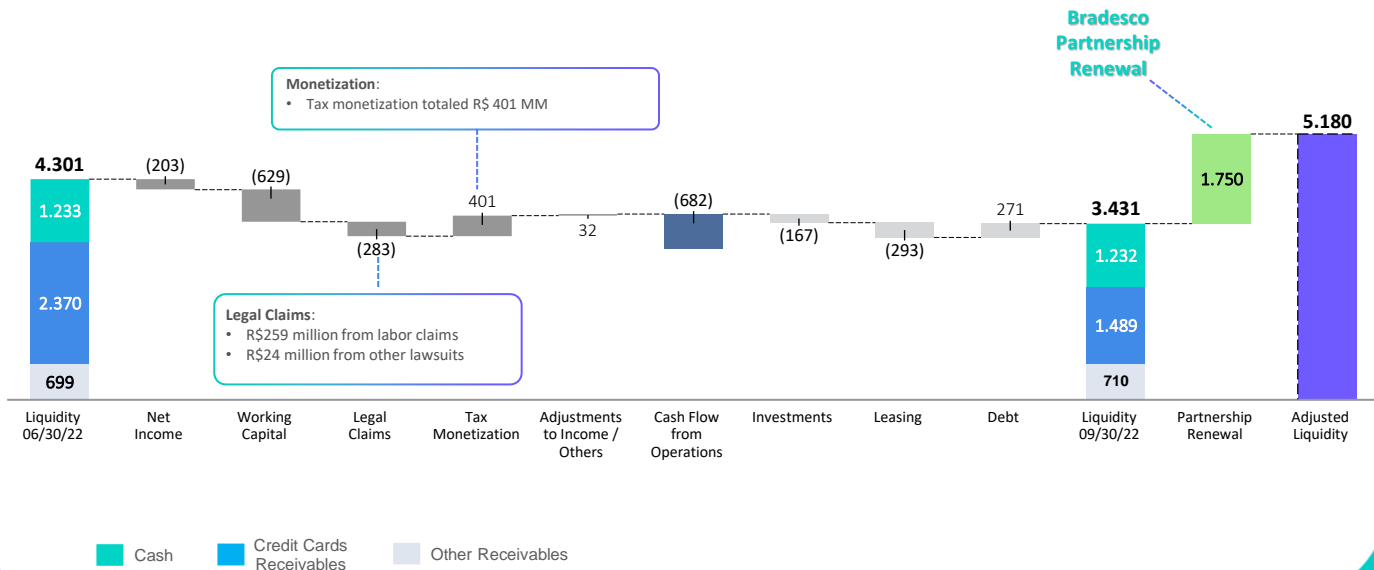 Bradesco
Partnership
Renewal
Monetization:
• Tax monetization totaled R$ 401 MM
4.301
(203)
(629)
(283)
401
32
(682)
(167)
(293)
271
3.431
1.750
5.180
1.233
2.370
699
1.232
1.489
710
Legal Claims:
• R$259 million from labor claims
• R$24 million from other lawsuits
Liquidity
06/30/22
Net
Income
Working
Capital
Legal
Claims
Tax
Monetization
Adjustments
to Income /
Others
Cash Flow
from
Operations
Investments
Leasing
Debt
Liquidity
09/30/22
Partnership
Renewal
Adjusted
Liquidity
Cash
Credit Cards
Receivables
Other Receivables